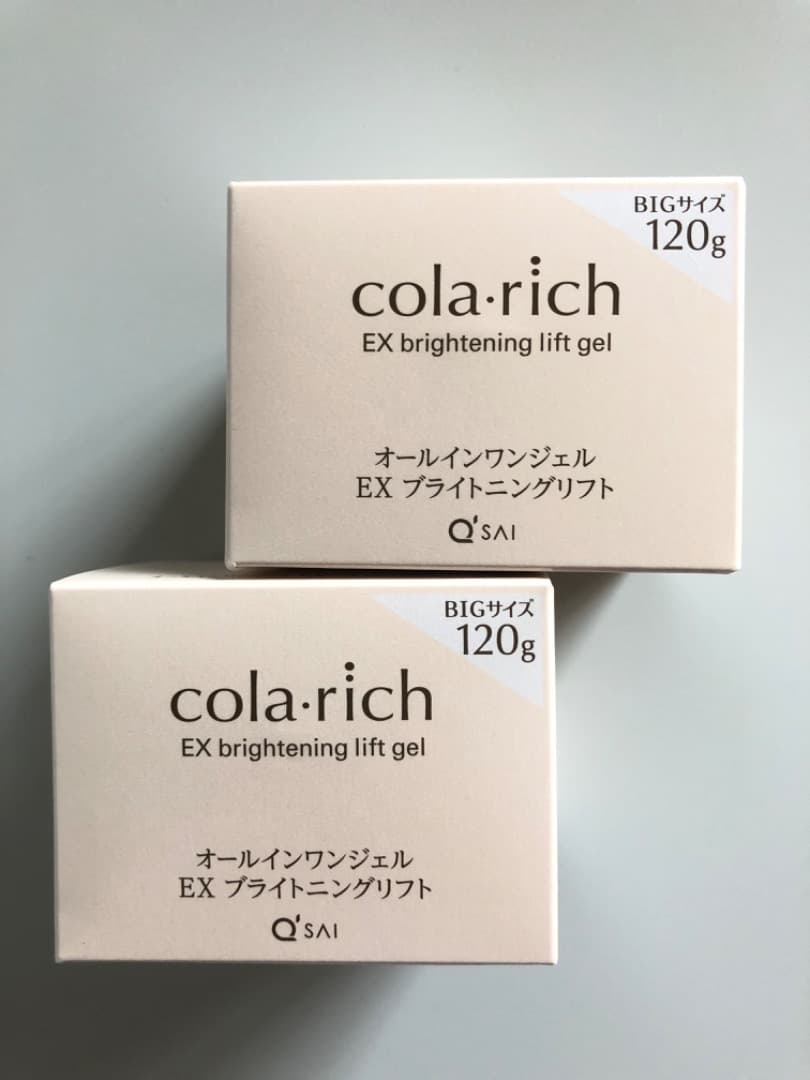 BIGサイズ
120g
cola·rich
EX brightening lift gel
オールインワンジェル
EX ブライトニングリフト
Q'SAI
BIGサイズ
120g
cola·rich
EX brightening lift gel
オールインワンジェル
EX ブライトニングリフト
Q'SAI